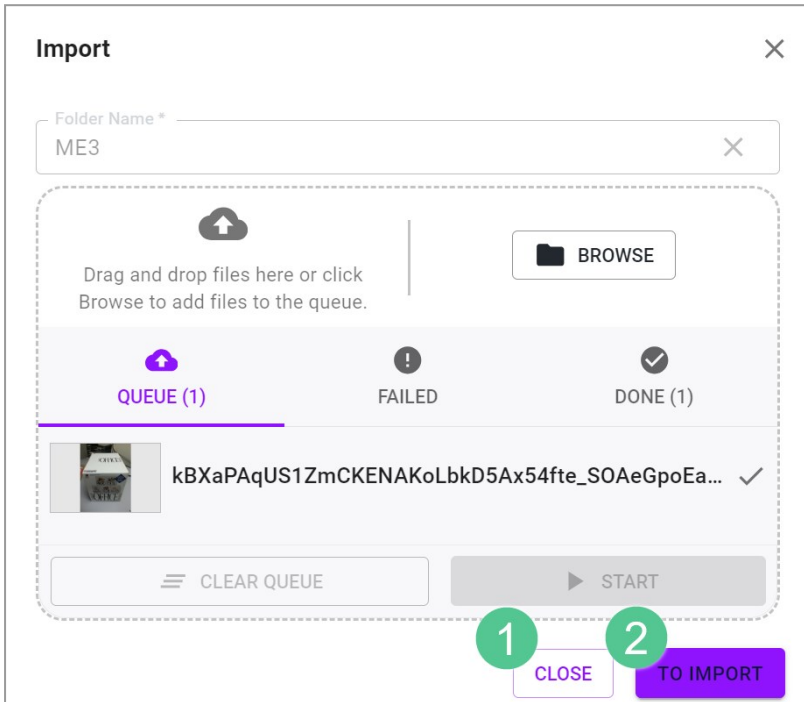 Import
Folder Name *
ME3
Drag and drop files here or click
Browse to add files to the queue.
BROWSE
QUEUE (1)
FAILED
DONE (1)
kBXaPAqUS1ZmCKENAKoLbkD5Ax54fte_SOAeGpoEa...
CLEAR QUEUE
START
1
2
CLOSE
TO IMPORT